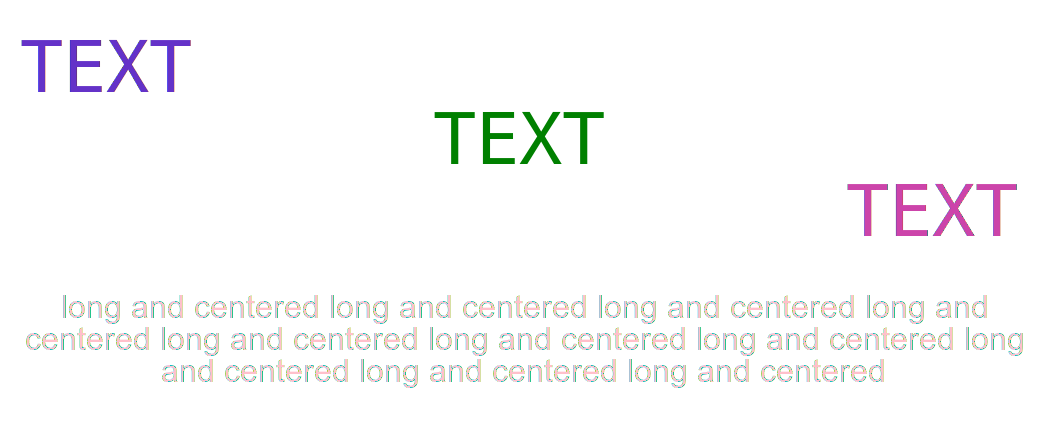 TEXT
TEXT
TEXT
long and centered long and centered long and centered long and
centered long and centered long and centered long and centered long
and centered long and centered long and centered